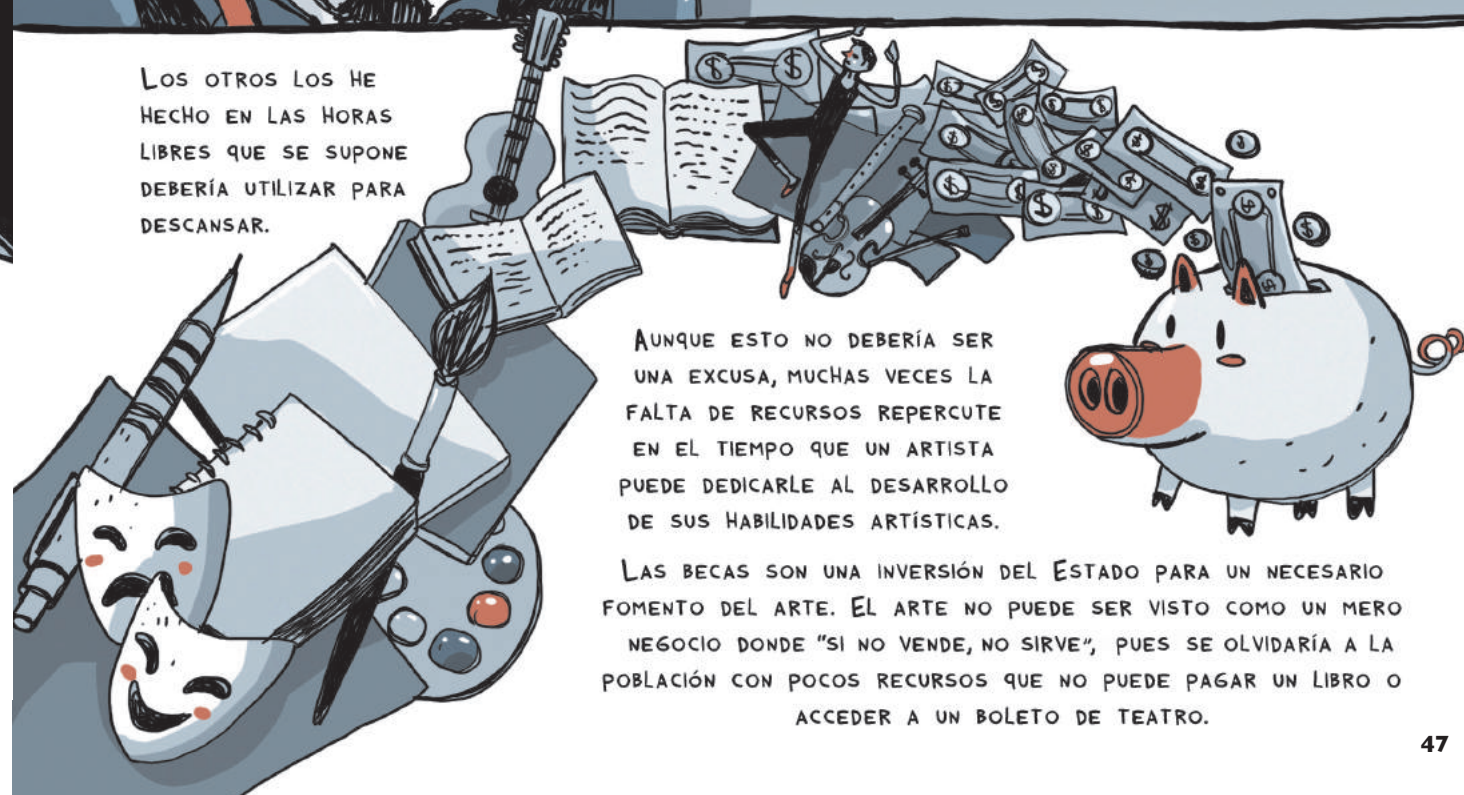 Los otros los he
hecho en las horas
libres que se supone
debería utilizar para
descansar.
Aunque esto no debería ser
una excusa, muchas veces la
falta de recursos repercute
en el tiempo que un artista
puede dedicarle al desarrollo
de sus habilidades artísticas.
Las becas son una inversión del Estado para un necesario
fomento del arte. El arte no puede ser visto como un mero
negocio donde "si no vende, no sirve", pues se olvidaría a la
población con pocos recursos que no puede pagar un libro o
acceder a un boleto de teatro.
47